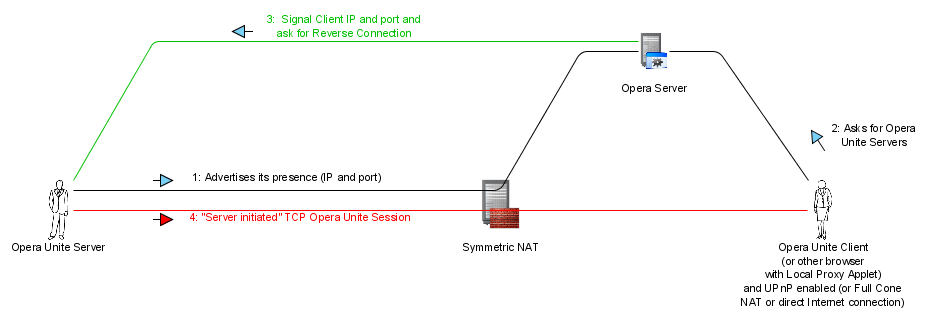 3: Signal Client IP and port and
ask for Reverse Connection
Opera Server
2: Asks for Opera
Unite Servers
1: Advertises its presence (IP and port)
4: "Server initiated" TCP Opera Unite Session
Opera Unite Server
Symmetric NAT
Opera Unite Client
(or other browser
with Local Proxy Applet)
and UPnP enabled (or Full Cone
NAT or direct Internet connection)